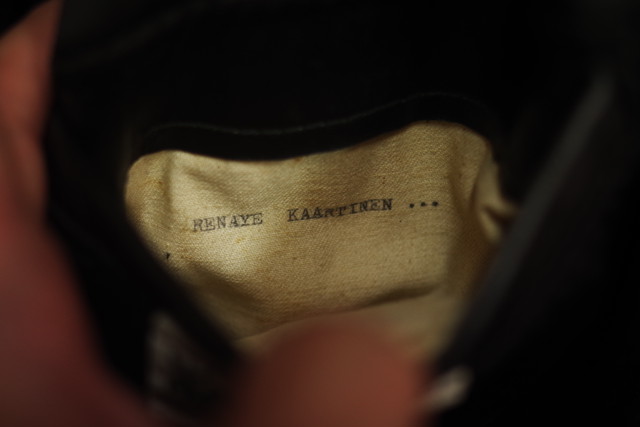 RENAYE KAARTINEN •••